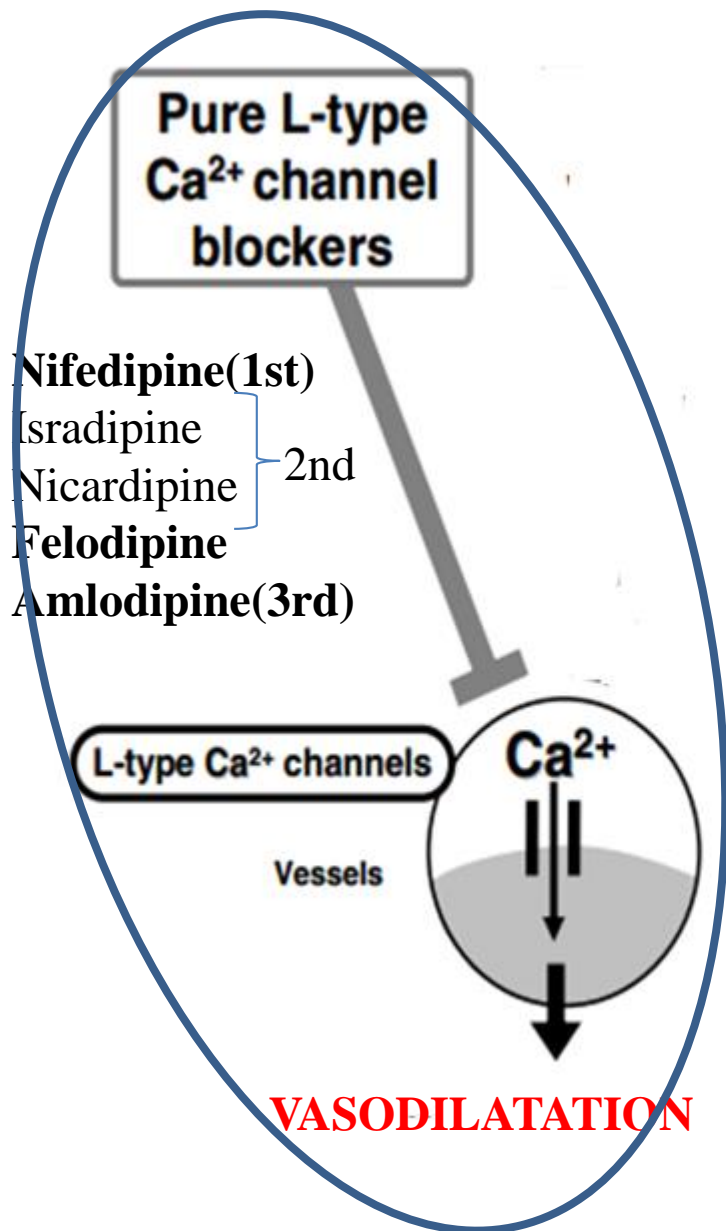 Pure L-type
Ca²⁺ channel
blockers
Nifedipine(1st)
Isradipine
Nicardipine
2nd
Felodipine
Amlodipine(3rd)
L-type Ca²⁺ channels
Ca²⁺
Vessels
VASODILATATION